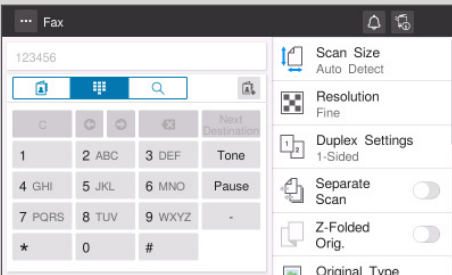 ··· Fax
123456
C
Next
Destination
1
2 ABC
3 DEF
Tone
4 GHI
5 JKL
6 MNO
Pause
7 PQRS
8 TUV
9 WXYZ
-
*
0
#
Scan Size
Auto Detect
Resolution
Fine
Duplex Settings
1-Sided
Separate
Scan
Z-Folded
Orig.
Original Type